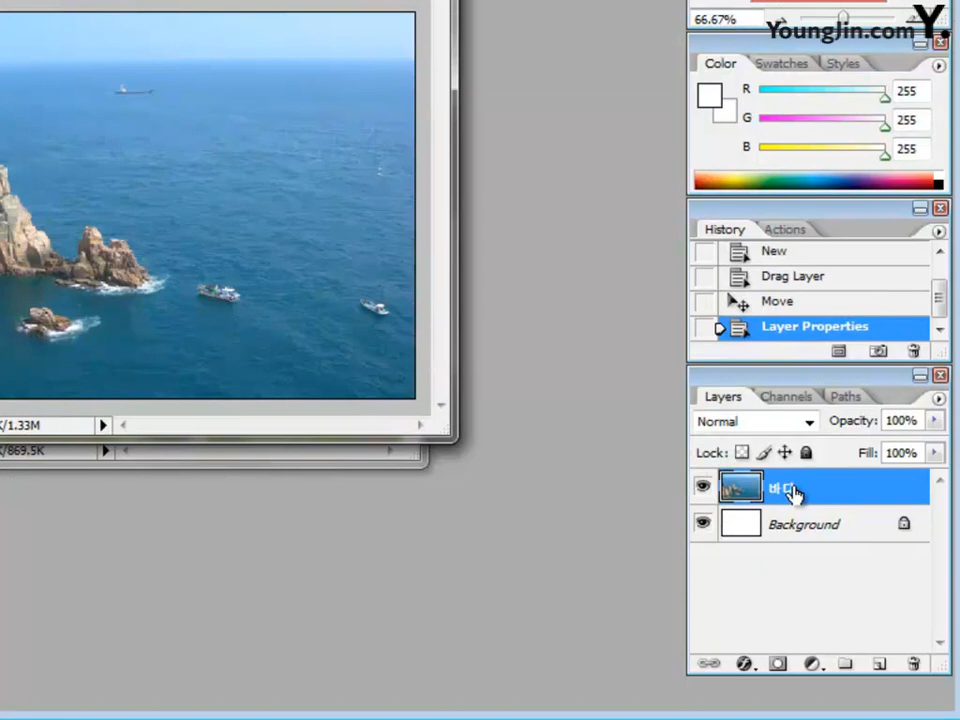 66.67%
YoungJin.com Y.
Color Swatches Styles
R 255
G 255
B 255
History Actions
New
Drag Layer
Move
Layer Properties
Layers Channels Paths
Normal Opacity: 100%
Lock: Fill: 100%
Background
K/1.33M
K/869.5K